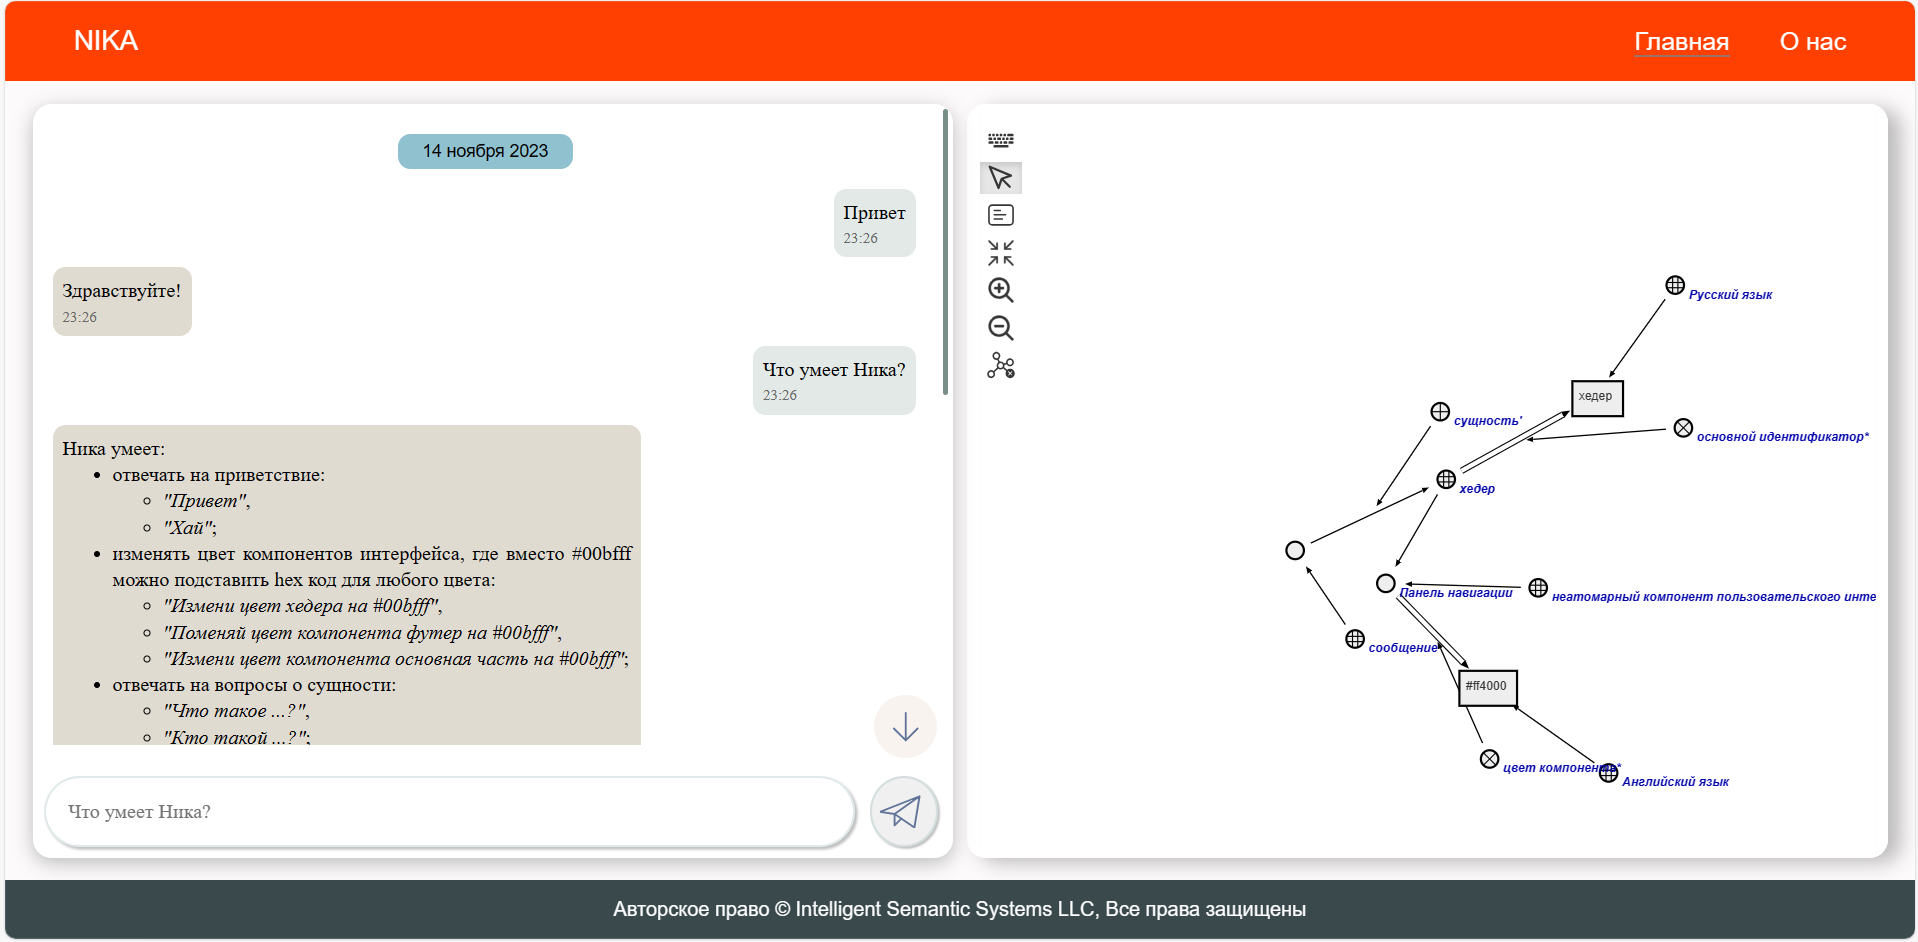 NIKA
Главная
О нас
14 ноября 2023
Привет
23:26
Здравствуйте!
23:26
Что умеет Ника?
23:26
Ника умеет:
отвечать на приветствие:
"Привет",
"Хай";
изменять цвет компонентов интерфейса, где вместо #00bfff
можно подставить hex код для любого цвета:
"Измени цвет хедера на #00bfff",
"Поменяй цвет компонента футер на #00bfff",
"Измени цвет компонента основная часть на #00bfff";
отвечать на вопросы о сущности:
"Что такое ...?",
"Кто такой ...?";
Что умеет Ника?
Русский язык
хедер
сущность'
основной идентификатор*
хедер
Панель навигации
неатомарный компонент пользовательского инте
сообщение
#ff4000
цвет компонента*
Английский язык
Авторское право © Intelligent Semantic Systems LLC, Все права защищены